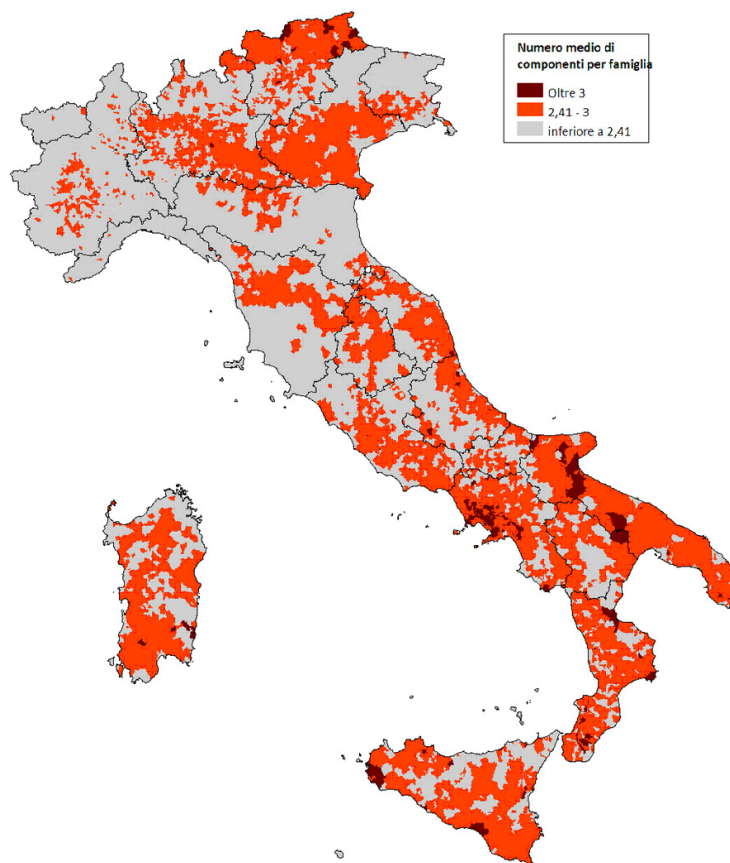 Numero medio di
componenti per famiglia
Oltre 3
2,41 - 3
inferiore a 2,41